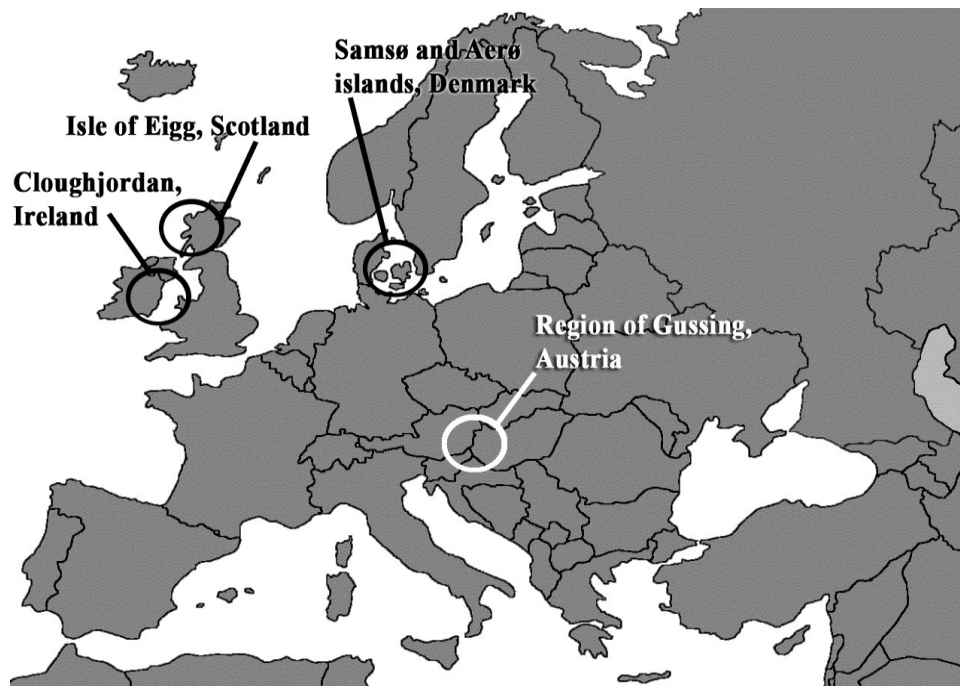 Samsø and Aerø
islands, Denmark
Isle of Eigg, Scotland
Cloughjordan,
Ireland
Region of Gussing,
Austria